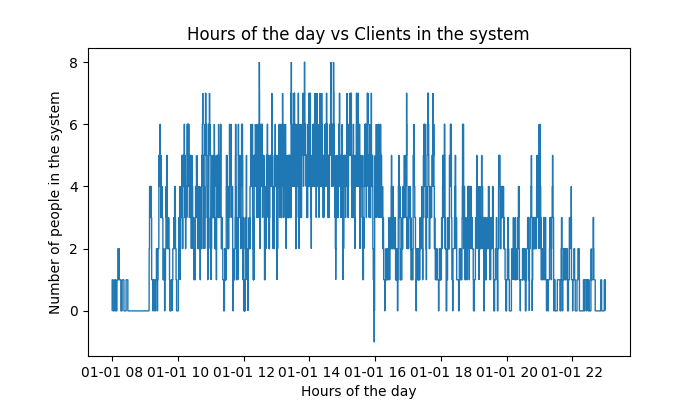 Hours of the day vs Clients in the system
8
6
4
2
0
Number of people in the system
01-01 08 01-01 10 01-01 12 01-01 14 01-01 16 01-01 18 01-01 20 01-01 22
Hours of the day